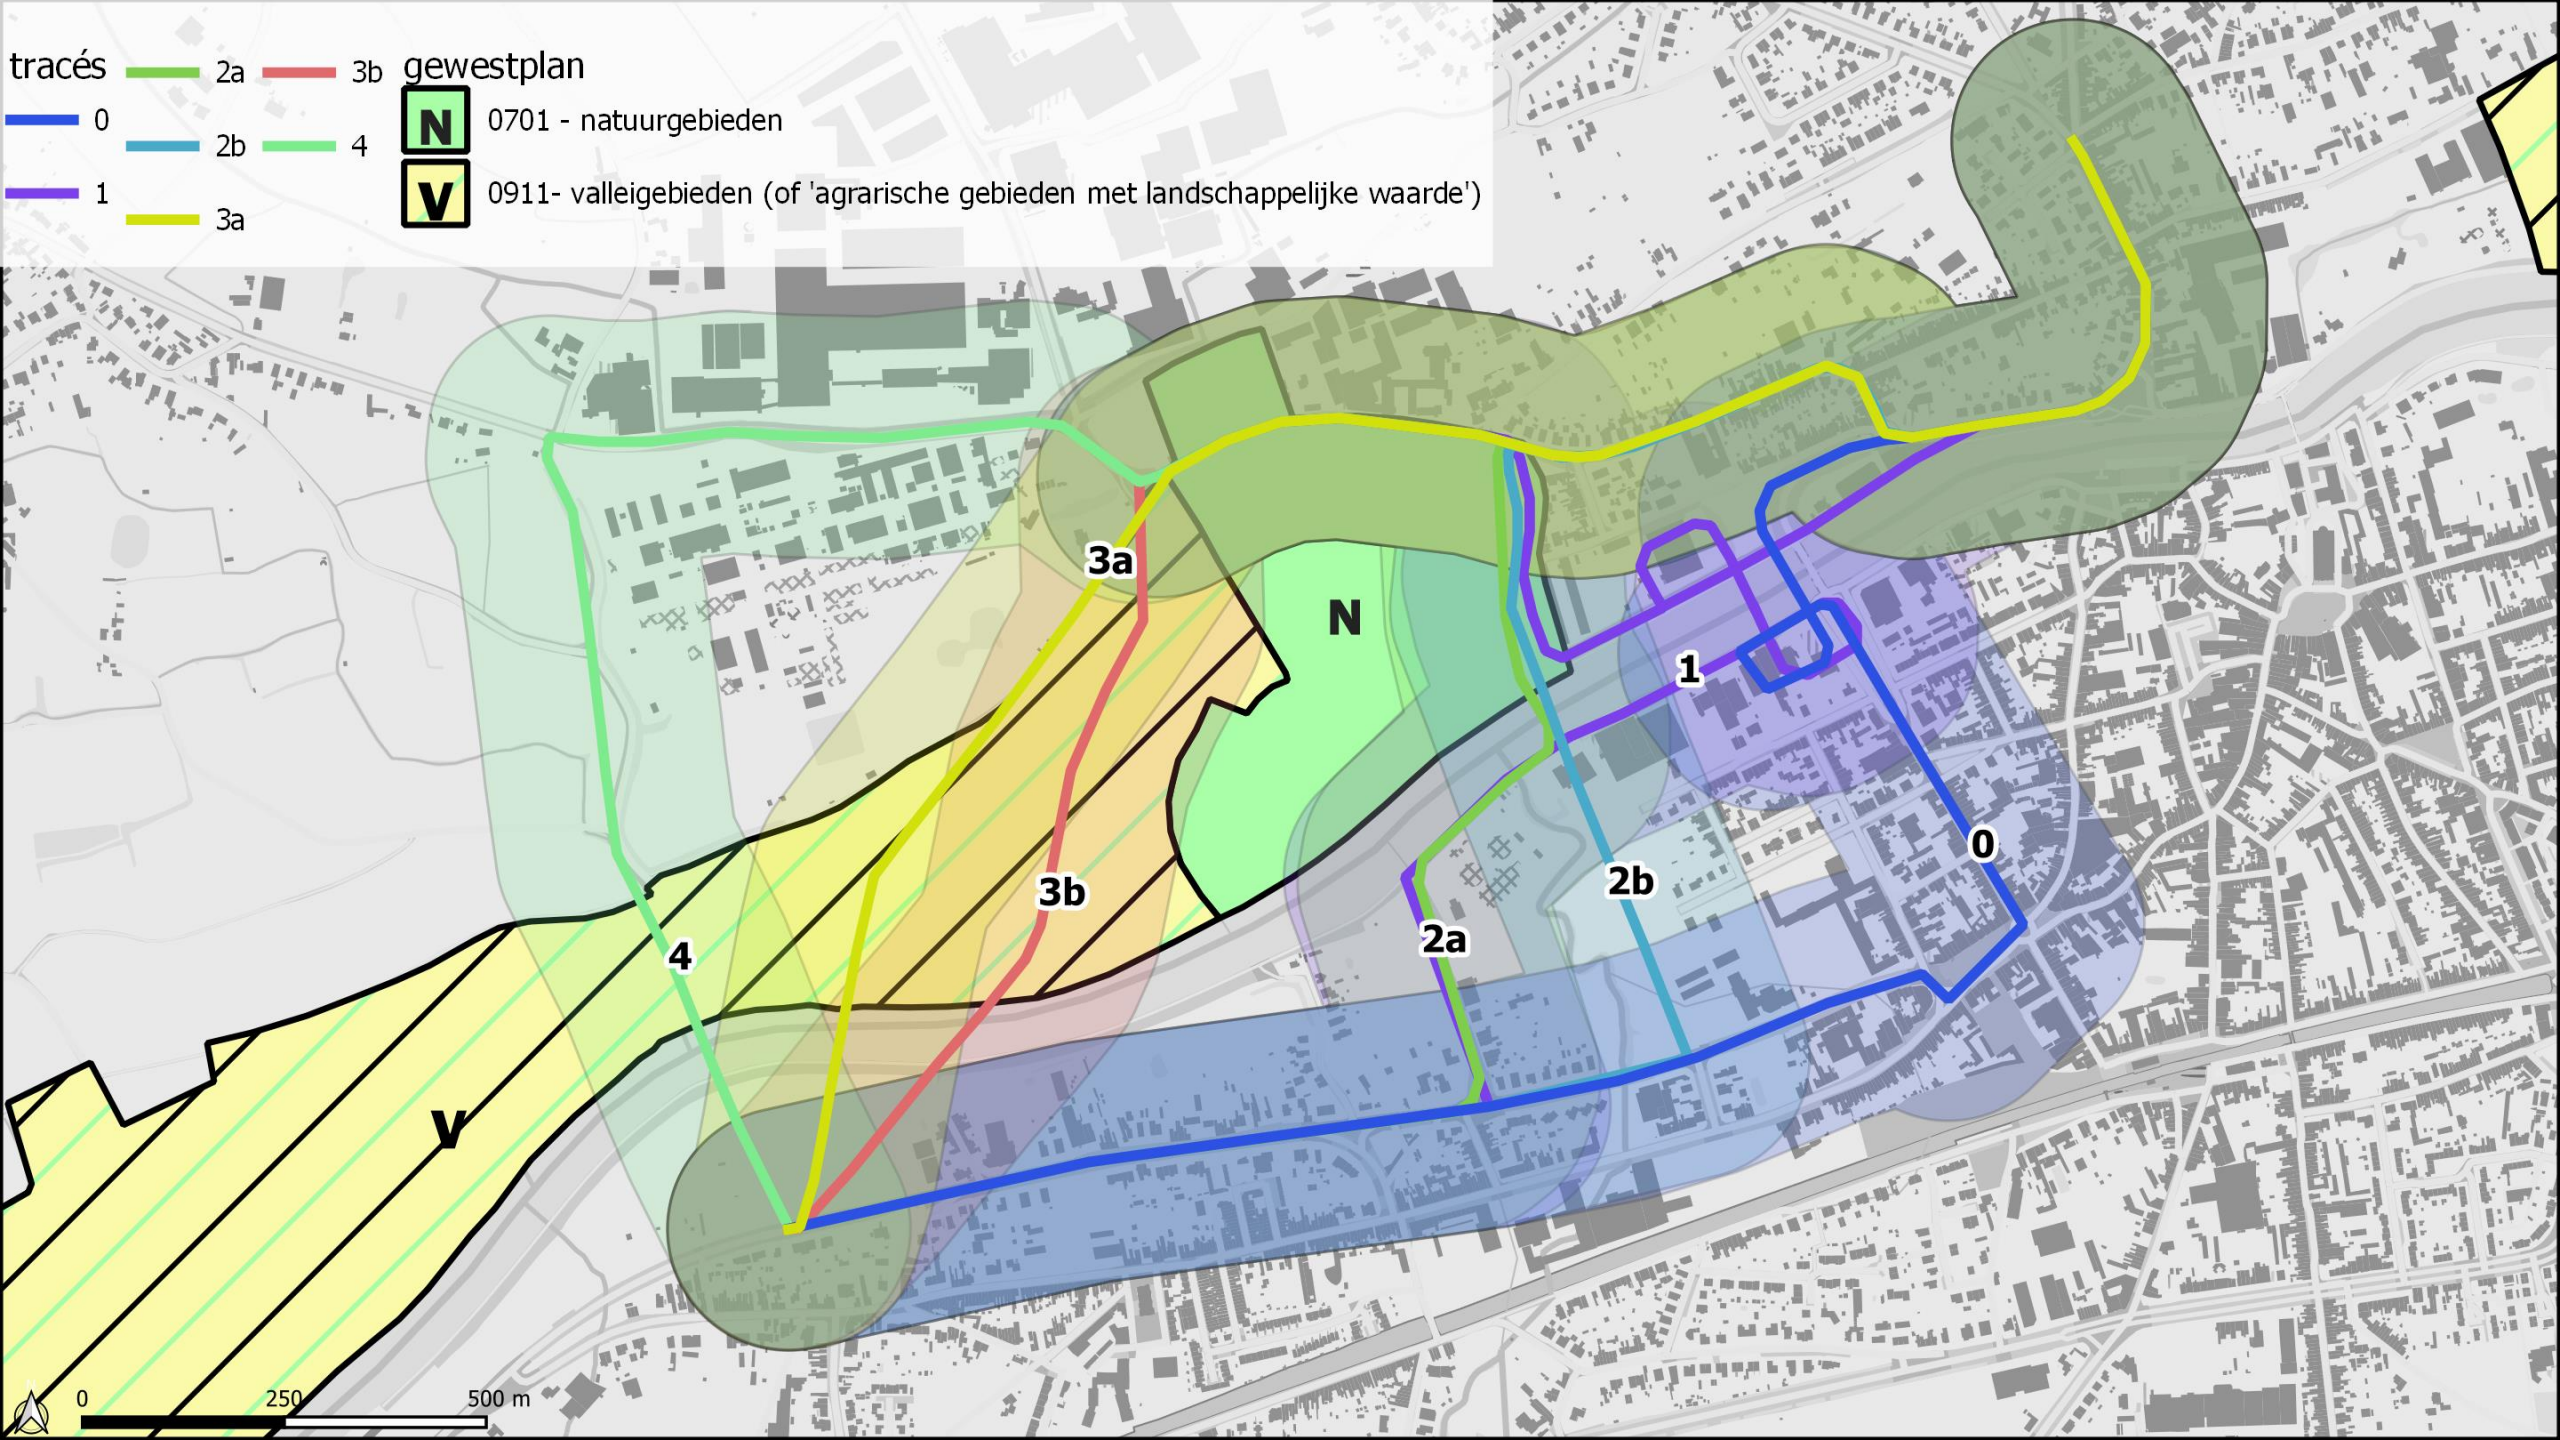 tracés
2a
3b
gewestplan
0
N
0701 - natuurgebieden
2b
4
1
V
0911- valleigebieden (of 'agrarische gebieden met landschappelijke waarde')
3a
3a
N
1
0
2b
3b
2a
4
V
0
250
500 m